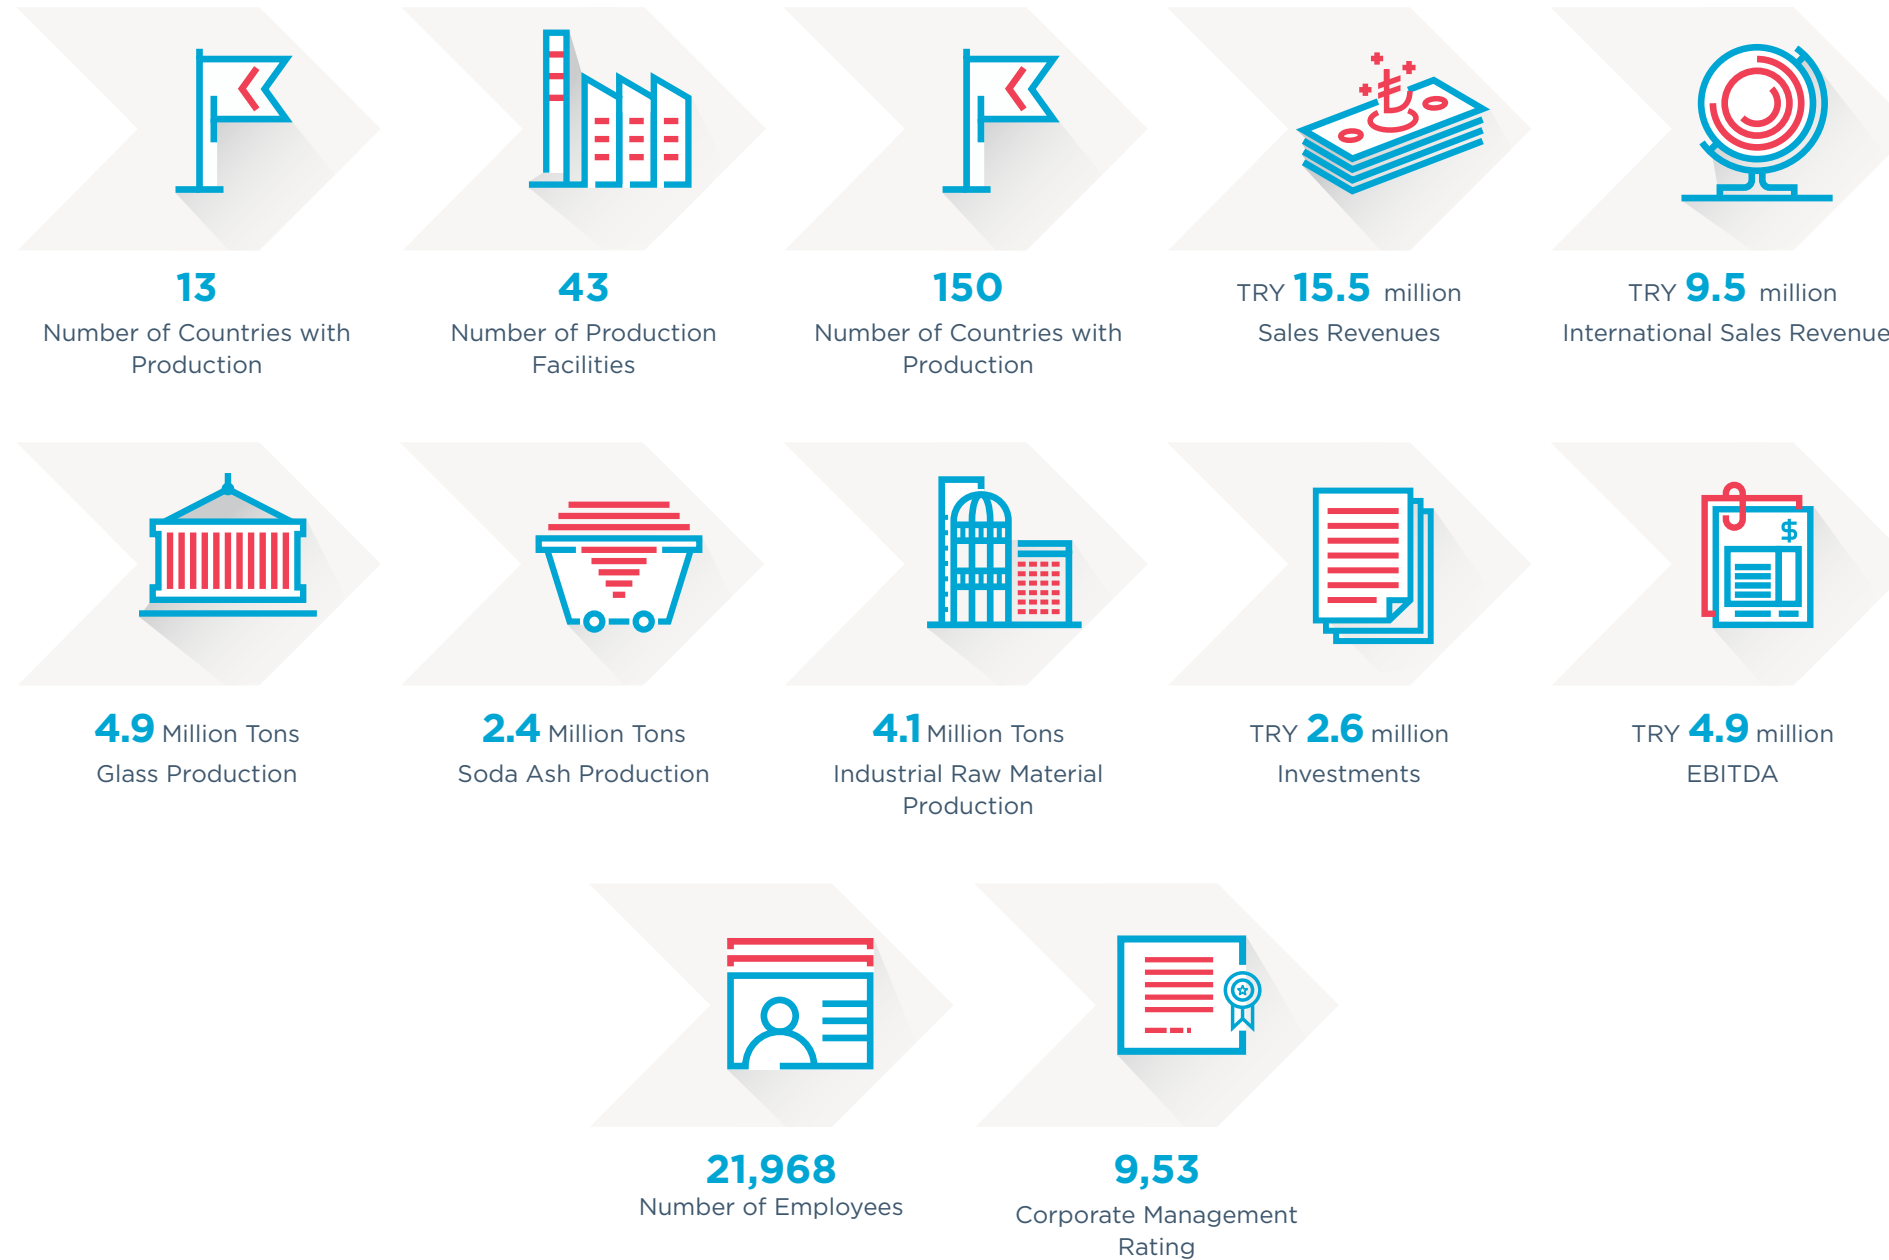 13
Number of Countries with
Production
43
Number of Production
Facilities
150
Number of Countries with
Production
TRY 15.5 million
Sales Revenues
TRY 9.5 million
International Sales Revenue
4.9 Million Tons
Glass Production
2.4 Million Tons
Soda Ash Production
4.1 Million Tons
Industrial Raw Material
Production
TRY 2.6 million
Investments
$
TRY 4.9 million
EBITDA
21,968
Number of Employees
9,53
Corporate Management
Rating